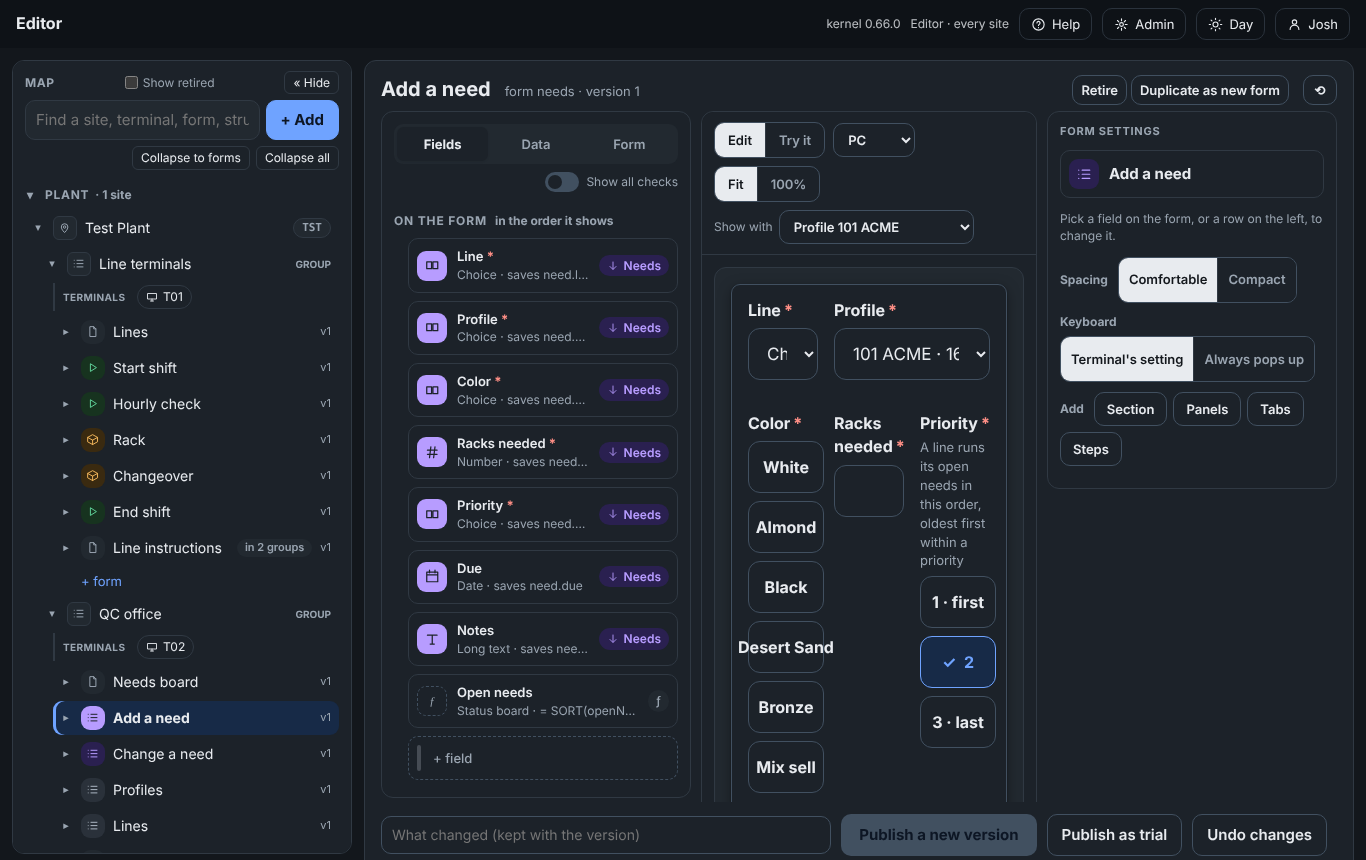 Editor
kernel 0.66.0 Editor · every site Help Admin Day Josh
MAP Show retired « Hide
Find a site, terminal, form, stru + Add
Collapse to forms Collapse all
▾ PLANT · 1 site
▾ Test Plant TST
▾ Line terminals GROUP
TERMINALS T01
▸ Lines v1
▸ Start shift v1
▸ Hourly check v1
▸ Rack v1
▸ Changeover v1
▸ End shift v1
▸ Line instructions in 2 groups v1
+ form
▾ QC office GROUP
TERMINALS T02
▸ Needs board v1
▸ Add a need v1
▸ Change a need v1
▸ Profiles v1
▸ Lines v1
Add a need form needs · version 1
Retire Duplicate as new form ⟲
Fields Data Form
Show all checks
ON THE FORM in the order it shows
Line *
Choice · saves need.l... ↓ Needs
Profile *
Choice · saves need.... ↓ Needs
Color *
Choice · saves need.... ↓ Needs
Racks needed *
Number · saves need... ↓ Needs
Priority *
Choice · saves need.... ↓ Needs
Due
Date · saves need.due ↓ Needs
Notes
Long text · saves nee... ↓ Needs
Open needs
ƒ Status board · = SORT(openN... ƒ
+ field
Edit Try it PC
Fit 100%
Show with Profile 101 ACME
Line * Profile *
Ch 101 ACME · 16
Color * Racks needed * Priority *
A line runs
its open
needs in
this order,
oldest first
within a
priority
White
Almond
Black
Desert Sand
Bronze
Mix sell
1 · first
✓ 2
3 · last
FORM SETTINGS
Add a need
Pick a field on the form, or a row on the left, to
change it.
Spacing Comfortable Compact
Keyboard
Terminal's setting Always pops up
Add Section Panels Tabs
Steps
What changed (kept with the version) Publish a new version Publish as trial Undo changes